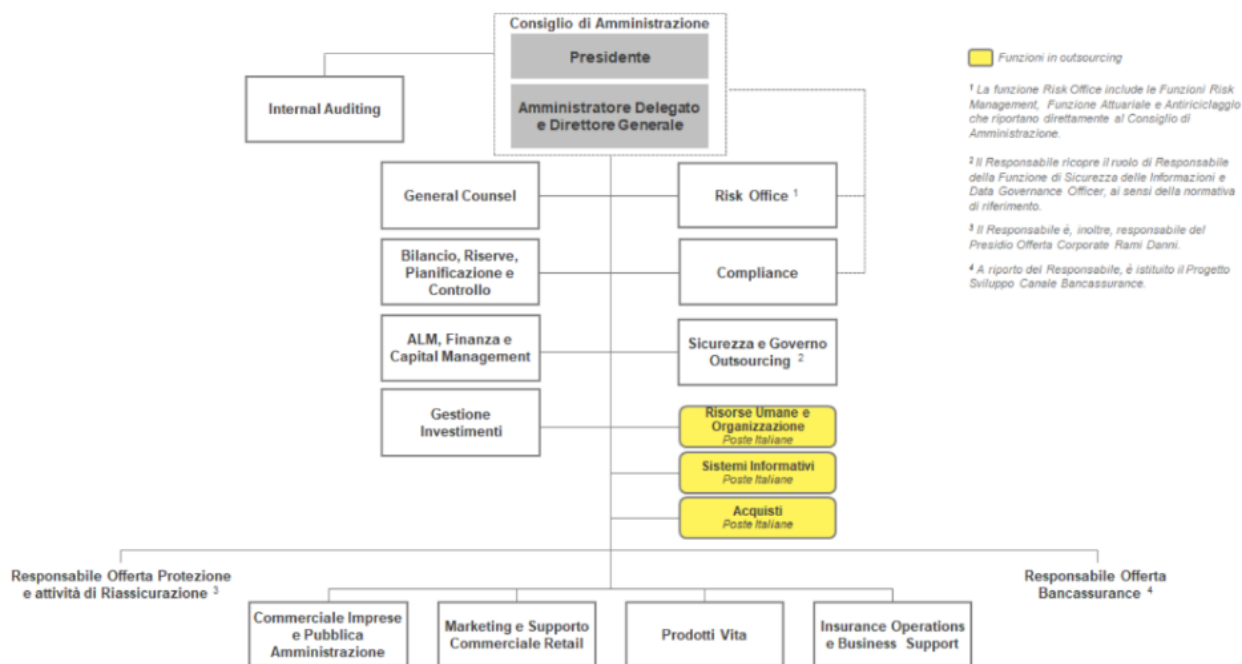 Consiglio di Amministrazione
Presidente
Amministratore Delegato
e Direttore Generale
Internal Auditing
General Counsel
Risk Office ¹
Bilancio, Riserve,
Pianificazione e
Controllo
Compliance
ALM, Finanza e
Capital Management
Sicurezza e Governo
Outsourcing ²
Gestione
Investimenti
Risorse Umane e
Organizzazione
Poste Italiane
Sistemi Informativi
Poste Italiane
Acquisti
Poste Italiane
Responsabile Offerta Protezione
e attività di Riassicurazione ³
Responsabile Offerta
Bancassurance ⁴
Commerciale Imprese
e Pubblica
Amministrazione
Marketing e Supporto
Commerciale Retail
Prodotti Vita
Insurance Operations
e Business Support
Funzioni in outsourcing
¹ La funzione Risk Office include le Funzioni Risk
Management, Funzione Attuariale e Antiriciclaggio
che riportano direttamente al Consiglio di
Amministrazione.
² Il Responsabile ricopre il ruolo di Responsabile
della Funzione di Sicurezza delle Informazioni e
Data Governance Officer, ai sensi della normativa
di riferimento.
³ Il Responsabile è, inoltre, responsabile del
Presidio Offerta Corporate Rami Danni.
⁴ A riporto del Responsabile, è istituito il Progetto
Sviluppo Canale Bancassurance.